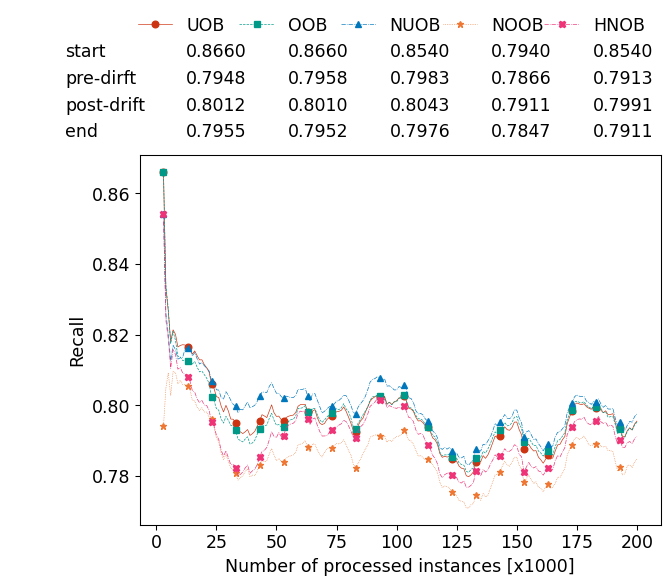 UOB OOB NUOB NOOB HNOB
start 0.8660 0.8660 0.8540 0.7940 0.8540
pre-dirft 0.7948 0.7958 0.7983 0.7866 0.7913
post-drift 0.8012 0.8010 0.8043 0.7911 0.7991
end 0.7955 0.7952 0.7976 0.7847 0.7911
0.86
0.84
0.82
0.80
0.78
Recall
0 25 50 75 100 125 150 175 200
Number of processed instances [x1000]